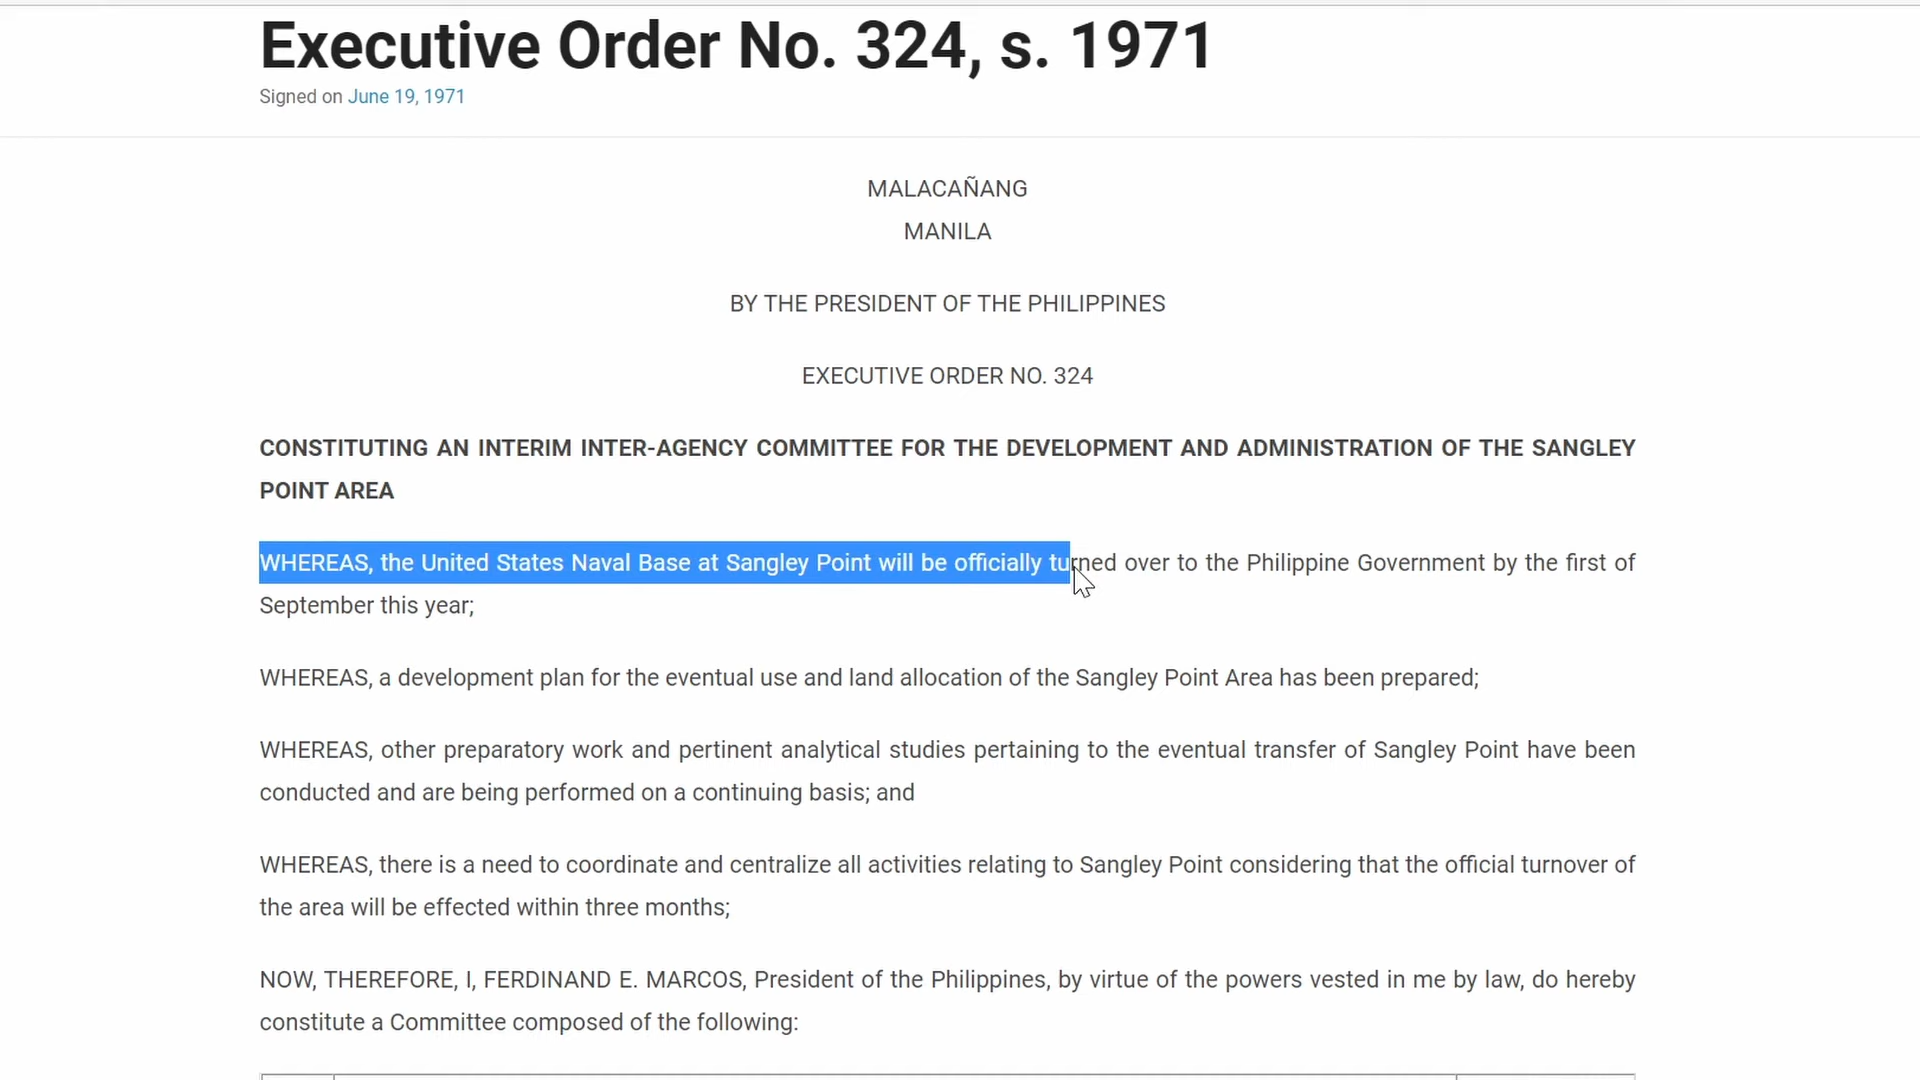 Executive Order No. 324, s. 1971
Signed on June 19, 1971
MALACAÑANG
MANILA
BY THE PRESIDENT OF THE PHILIPPINES
EXECUTIVE ORDER NO. 324
CONSTITUTING AN INTERIM INTER-AGENCY COMMITTEE FOR THE DEVELOPMENT AND ADMINISTRATION OF THE SANGLEY
POINT AREA
WHEREAS, the United States Naval Base at Sangley Point will be officially turned over to the Philippine Government by the first of
September this year;
WHEREAS, a development plan for the eventual use and land allocation of the Sangley Point Area has been prepared;
WHEREAS, other preparatory work and pertinent analytical studies pertaining to the eventual transfer of Sangley Point have been
conducted and are being performed on a continuing basis; and
WHEREAS, there is a need to coordinate and centralize all activities relating to Sangley Point considering that the official turnover of
the area will be effected within three months;
NOW, THEREFORE, I, FERDINAND E. MARCOS, President of the Philippines, by virtue of the powers vested in me by law, do hereby
constitute a Committee composed of the following: